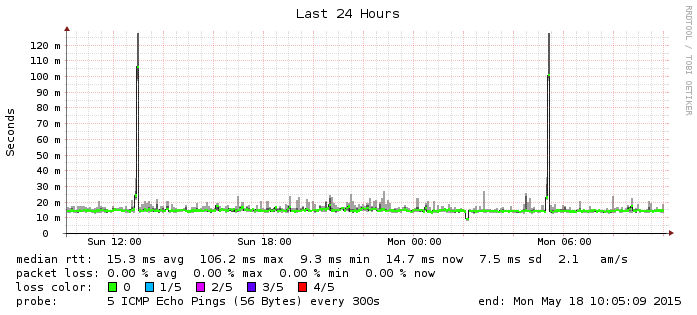 Last 24 Hours
RRDTOOL / TOBI OETIKER
Seconds
120 m
110 m
100 m
90 m
80 m
70 m
60 m
50 m
40 m
30 m
20 m
10 m
0
Sun 12:00 Sun 18:00 Mon 00:00 Mon 06:00
median rtt: 15.3 ms avg 106.2 ms max 9.3 ms min 14.7 ms now 7.5 ms sd 2.1 am/s
packet loss: 0.00 % avg 0.00 % max 0.00 % min 0.00 % now
loss color: 0 1/5 2/5 3/5 4/5
probe: 5 ICMP Echo Pings (56 Bytes) every 300s end: Mon May 18 10:05:09 2015